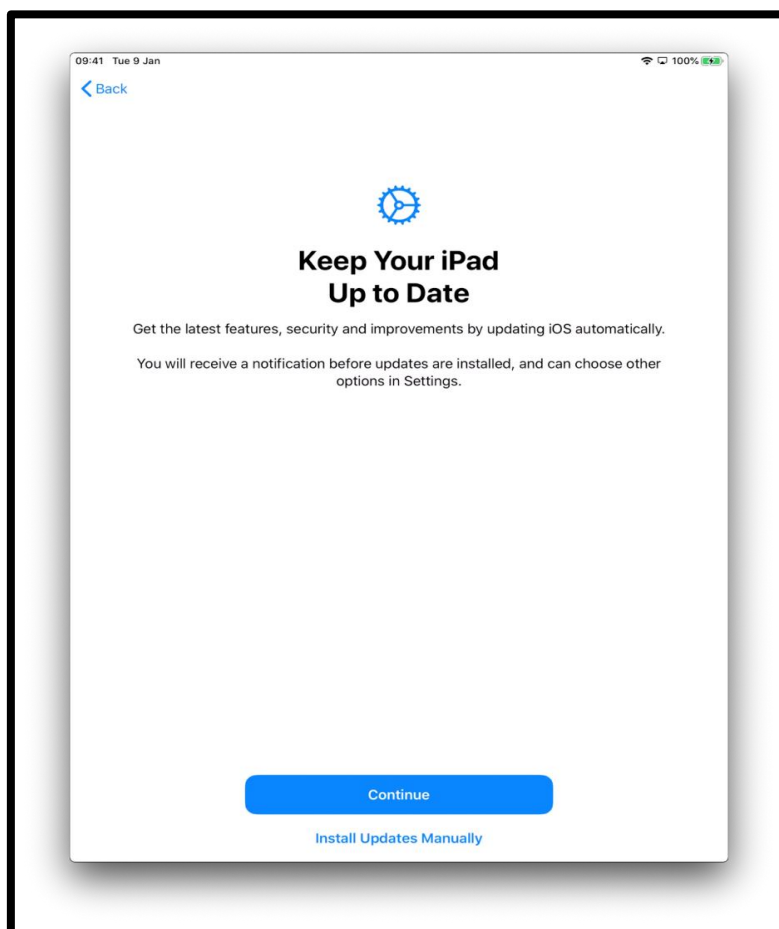 09:41 Tue 9 Jan 100%
Back
Keep Your iPad
Up to Date
Get the latest features, security and improvements by updating iOS automatically.
You will receive a notification before updates are installed, and can choose other
options in Settings.
Continue
Install Updates Manually